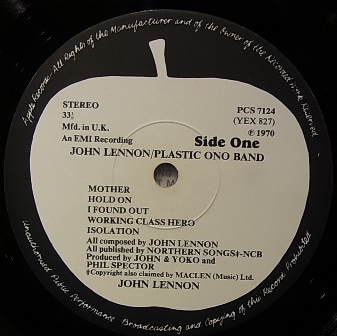 Apple Records All Rights of the Manufacturer and of the Owner of the Recorded Work Reserved
STEREO
33⅓
Mfd. in U.K.
An EMI Recording
PCS 7124
(YEX 827)
℗ 1970
Side One
JOHN LENNON/PLASTIC ONO BAND
MOTHER
HOLD ON
I FOUND OUT
WORKING CLASS HERO
ISOLATION
All composed by JOHN LENNON
All published by NORTHERN SONGS‡-NCB
Produced by JOHN & YOKO and
PHIL SPECTOR
‡Copyright also claimed by MACLEN (Music) Ltd.
JOHN LENNON
Unauthorised Public Performance Broadcasting and Copying of this Record Prohibited